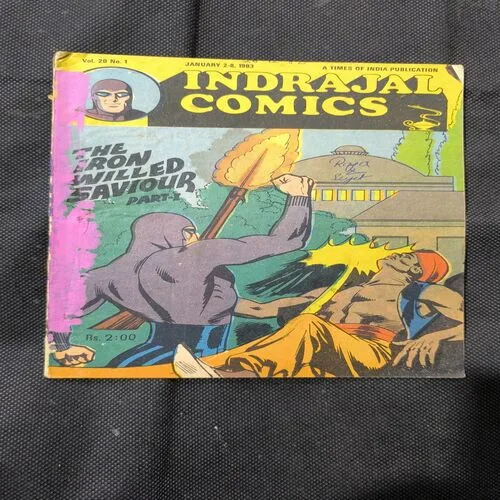 Vol. 20 No. 1
JANUARY 2-8, 1983
A TIMES OF INDIA PUBLICATION
INDRAJAL
COMICS
THE
IRON
WILLED
SAVIOUR
PART-I
Rs. 2:00